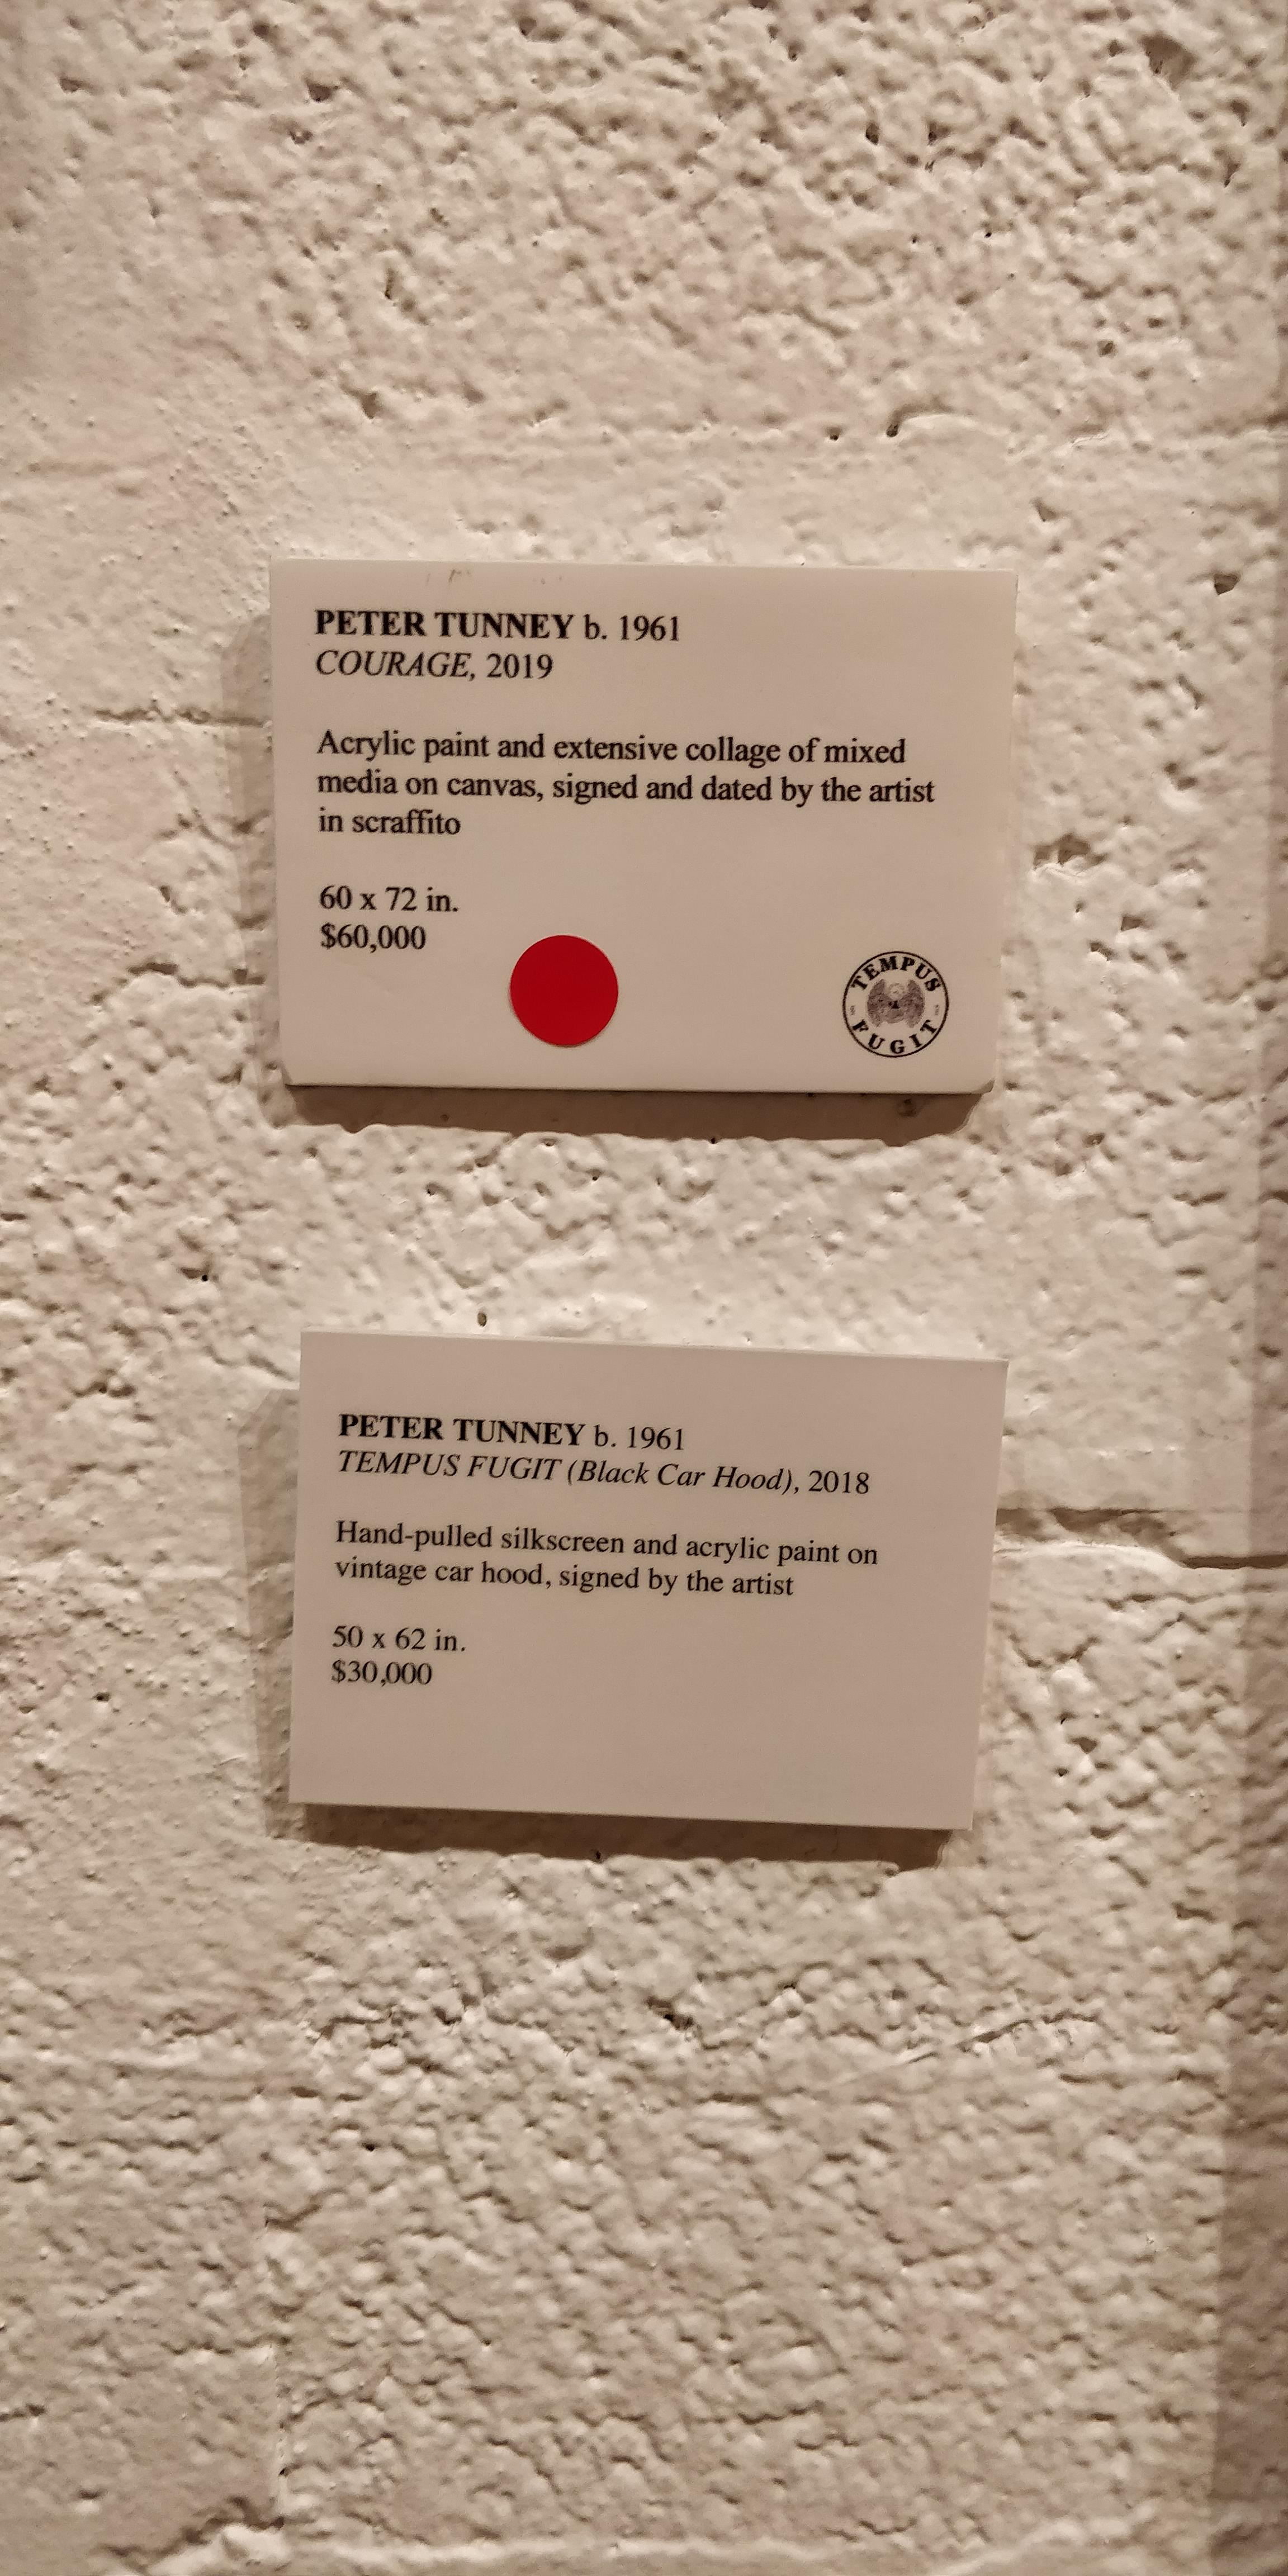 PETER TUNNEY b. 1961
COURAGE, 2019
Acrylic paint and extensive collage of mixed
media on canvas, signed and dated by the artist
in scraffito
60 x 72 in.
$60,000
TEMPUS
FUGIT
PETER TUNNEY b. 1961
TEMPUS FUGIT (Black Car Hood), 2018
Hand-pulled silkscreen and acrylic paint on
vintage car hood, signed by the artist
50 x 62 in.
$30,000